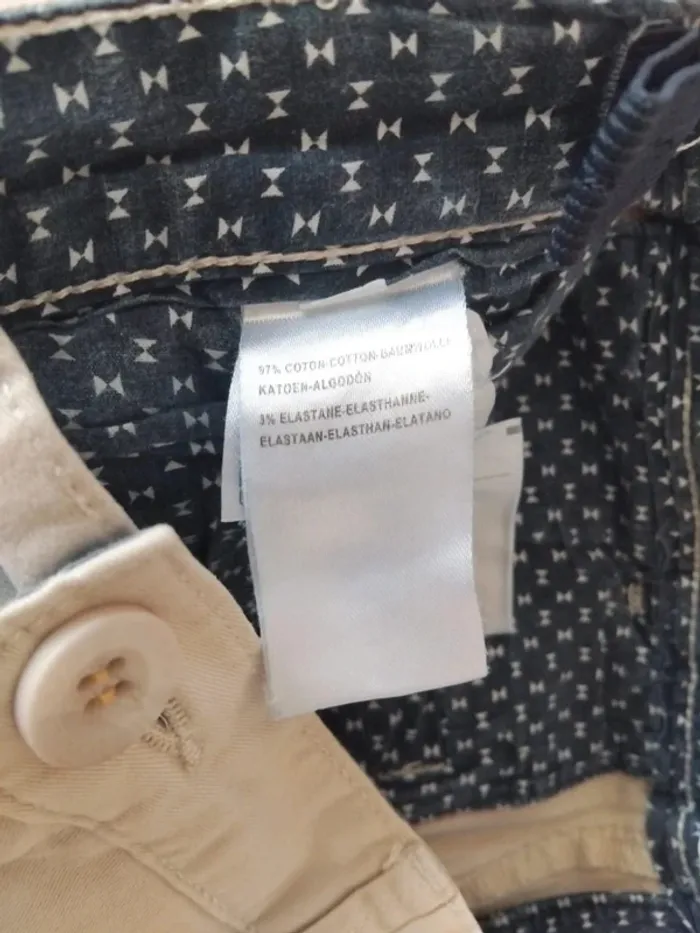 97% COTON-COTTON-BAUMWOLLE
KATOEN-ALGODÓN
3% ELASTANE-ELASTHANNE-
ELASTAAN-ELASTHAN-ELATANO